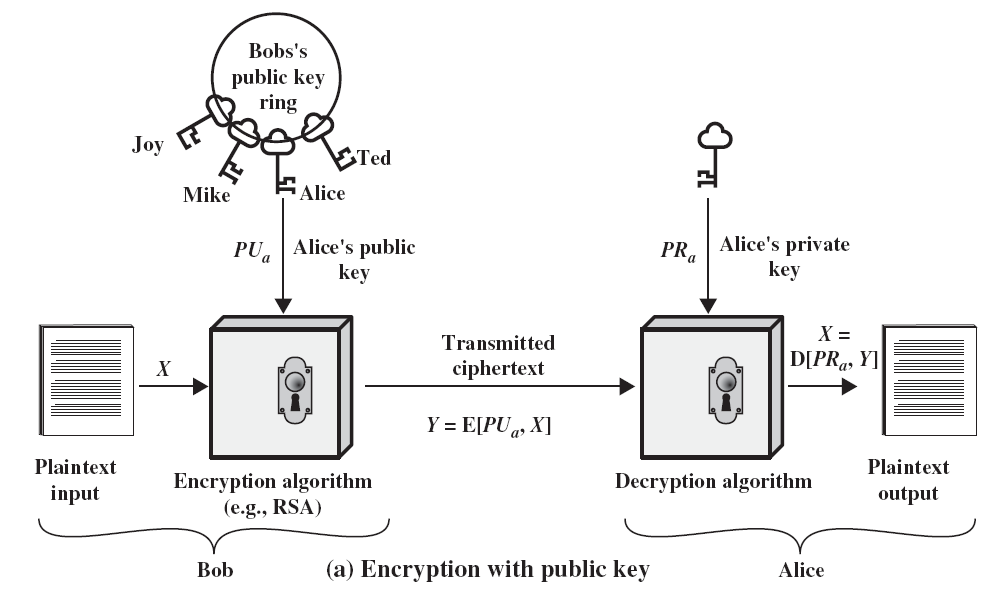 Bobs's
public key
ring
Joy
Ted
Mike
Alice
PUa
Alice's public
key
PRa
Alice's private
key
X
Transmitted
ciphertext
X =
D[PRa, Y]
Y = E[PUa, X]
Plaintext
input
Encryption algorithm
(e.g., RSA)
Decryption algorithm
Plaintext
output
Bob
(a) Encryption with public key
Alice